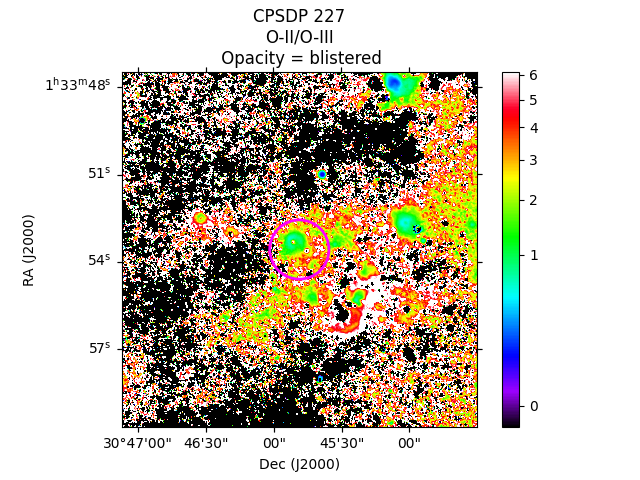 CPSDP 227
O-II/O-III
Opacity = blistered
1ʰ33ᵐ48ˢ
51ˢ
54ˢ
57ˢ
RA (J2000)
30°47'00" 46'30" 00" 45'30" 00"
Dec (J2000)
6
5
4
3
2
1
0